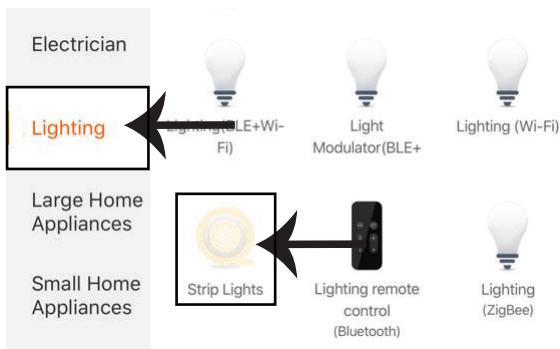 Electrician
Lighting
Large Home
Appliances
Small Home
Appliances
Lighting(BLE+Wi-
Fi)
Light
Modulator(BLE+
Lighting (Wi-Fi)
Strip Lights
Lighting remote
control
(Bluetooth)
Lighting
(ZigBee)